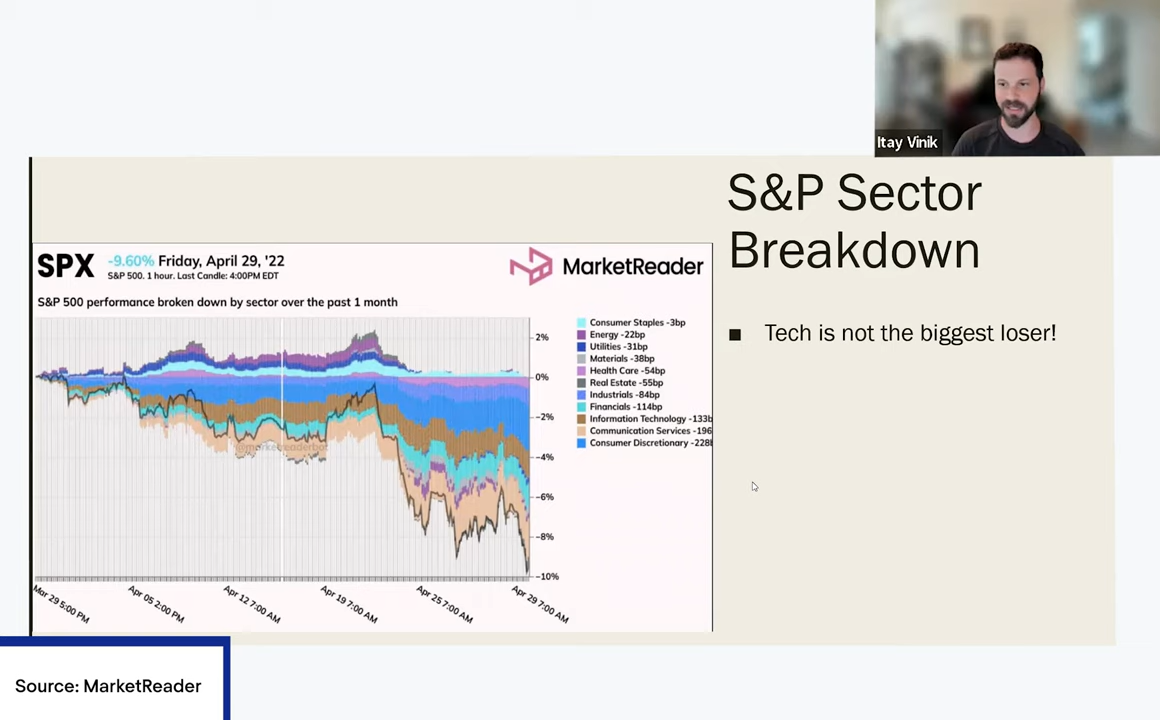 Itay Vinik
S&P Sector
Breakdown
■ Tech is not the biggest loser!
SPX
-9.60% Friday, April 29, '22
S&P 500. 1 hour. Last Candle: 4:00PM EDT
MarketReader
S&P 500 performance broken down by sector over the past 1 month
Consumer Staples -3bp
Energy -22bp
Utilities -31bp
Materials -38bp
Health Care -54bp
Real Estate -55bp
Industrials -84bp
Financials -114bp
Information Technology -133b
Communication Services -196
Consumer Discretionary -228
2%
0%
-2%
-4%
-6%
-8%
-10%
Mar 29 5:00 PM
Apr 05 2:00 PM
Apr 12 7:00 AM
Apr 19 7:00 AM
Apr 25 7:00 AM
Apr 29 7:00 AM
Source: MarketReader